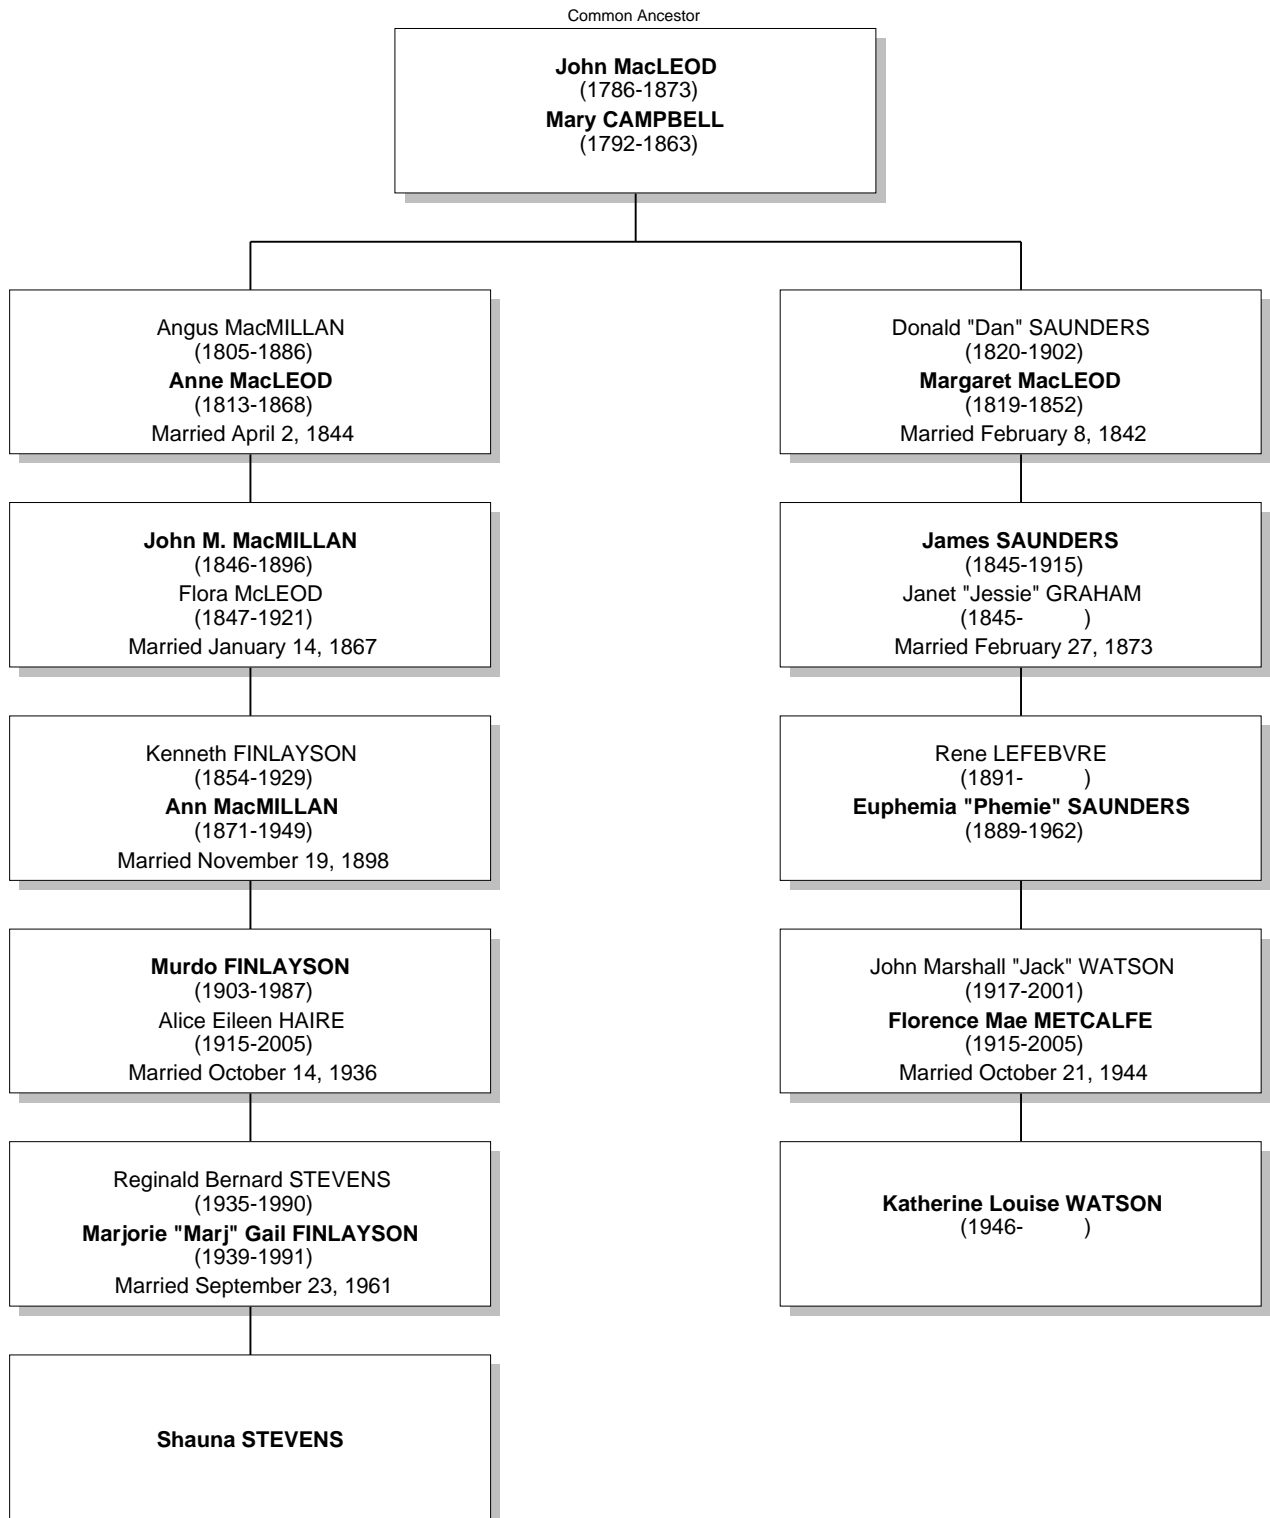 Common Ancestor
John MacLEOD
(1786-1873)
Mary CAMPBELL
(1792-1863)
Angus MacMILLAN
(1805-1886)
Anne MacLEOD
(1813-1868)
Married April 2, 1844
Donald "Dan" SAUNDERS
(1820-1902)
Margaret MacLEOD
(1819-1852)
Married February 8, 1842
John M. MacMILLAN
(1846-1896)
Flora McLEOD
(1847-1921)
Married January 14, 1867
James SAUNDERS
(1845-1915)
Janet "Jessie" GRAHAM
(1845- )
Married February 27, 1873
Kenneth FINLAYSON
(1854-1929)
Ann MacMILLAN
(1871-1949)
Married November 19, 1898
Rene LEFEBVRE
(1891- )
Euphemia "Phemie" SAUNDERS
(1889-1962)
Murdo FINLAYSON
(1903-1987)
Alice Eileen HAIRE
(1915-2005)
Married October 14, 1936
John Marshall "Jack" WATSON
(1917-2001)
Florence Mae METCALFE
(1915-2005)
Married October 21, 1944
Reginald Bernard STEVENS
(1935-1990)
Marjorie "Marj" Gail FINLAYSON
(1939-1991)
Married September 23, 1961
Katherine Louise WATSON
(1946- )
Shauna STEVENS